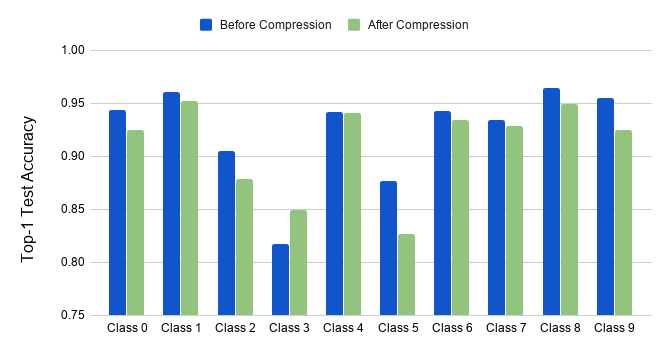 Before Compression After Compression
1.00
0.95
0.90
0.85
0.80
0.75
Top-1 Test Accuracy
Class 0 Class 1 Class 2 Class 3 Class 4 Class 5 Class 6 Class 7 Class 8 Class 9